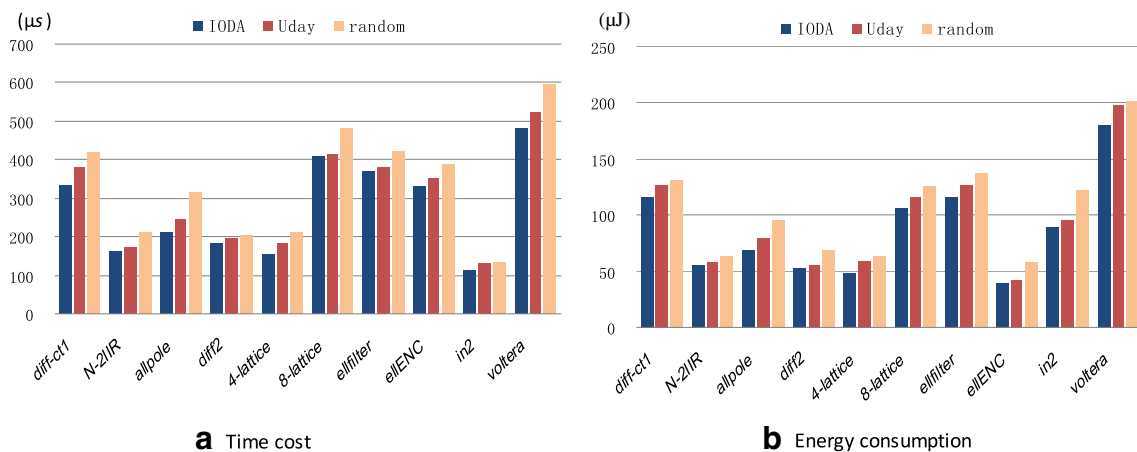 (μs)
IODA Uday random
700
600
500
400
300
200
100
0
diff-ct1
N-2IIR
allpole
diff2
4-lattice
8-lattice
ellfilter
ellENC
in2
voltera
a Time cost
(μJ)
IODA Uday random
250
200
150
100
50
0
diff-ct1
N-2IIR
allpole
diff2
4-lattice
8-lattice
ellfilter
ellENC
in2
voltera
b Energy consumption